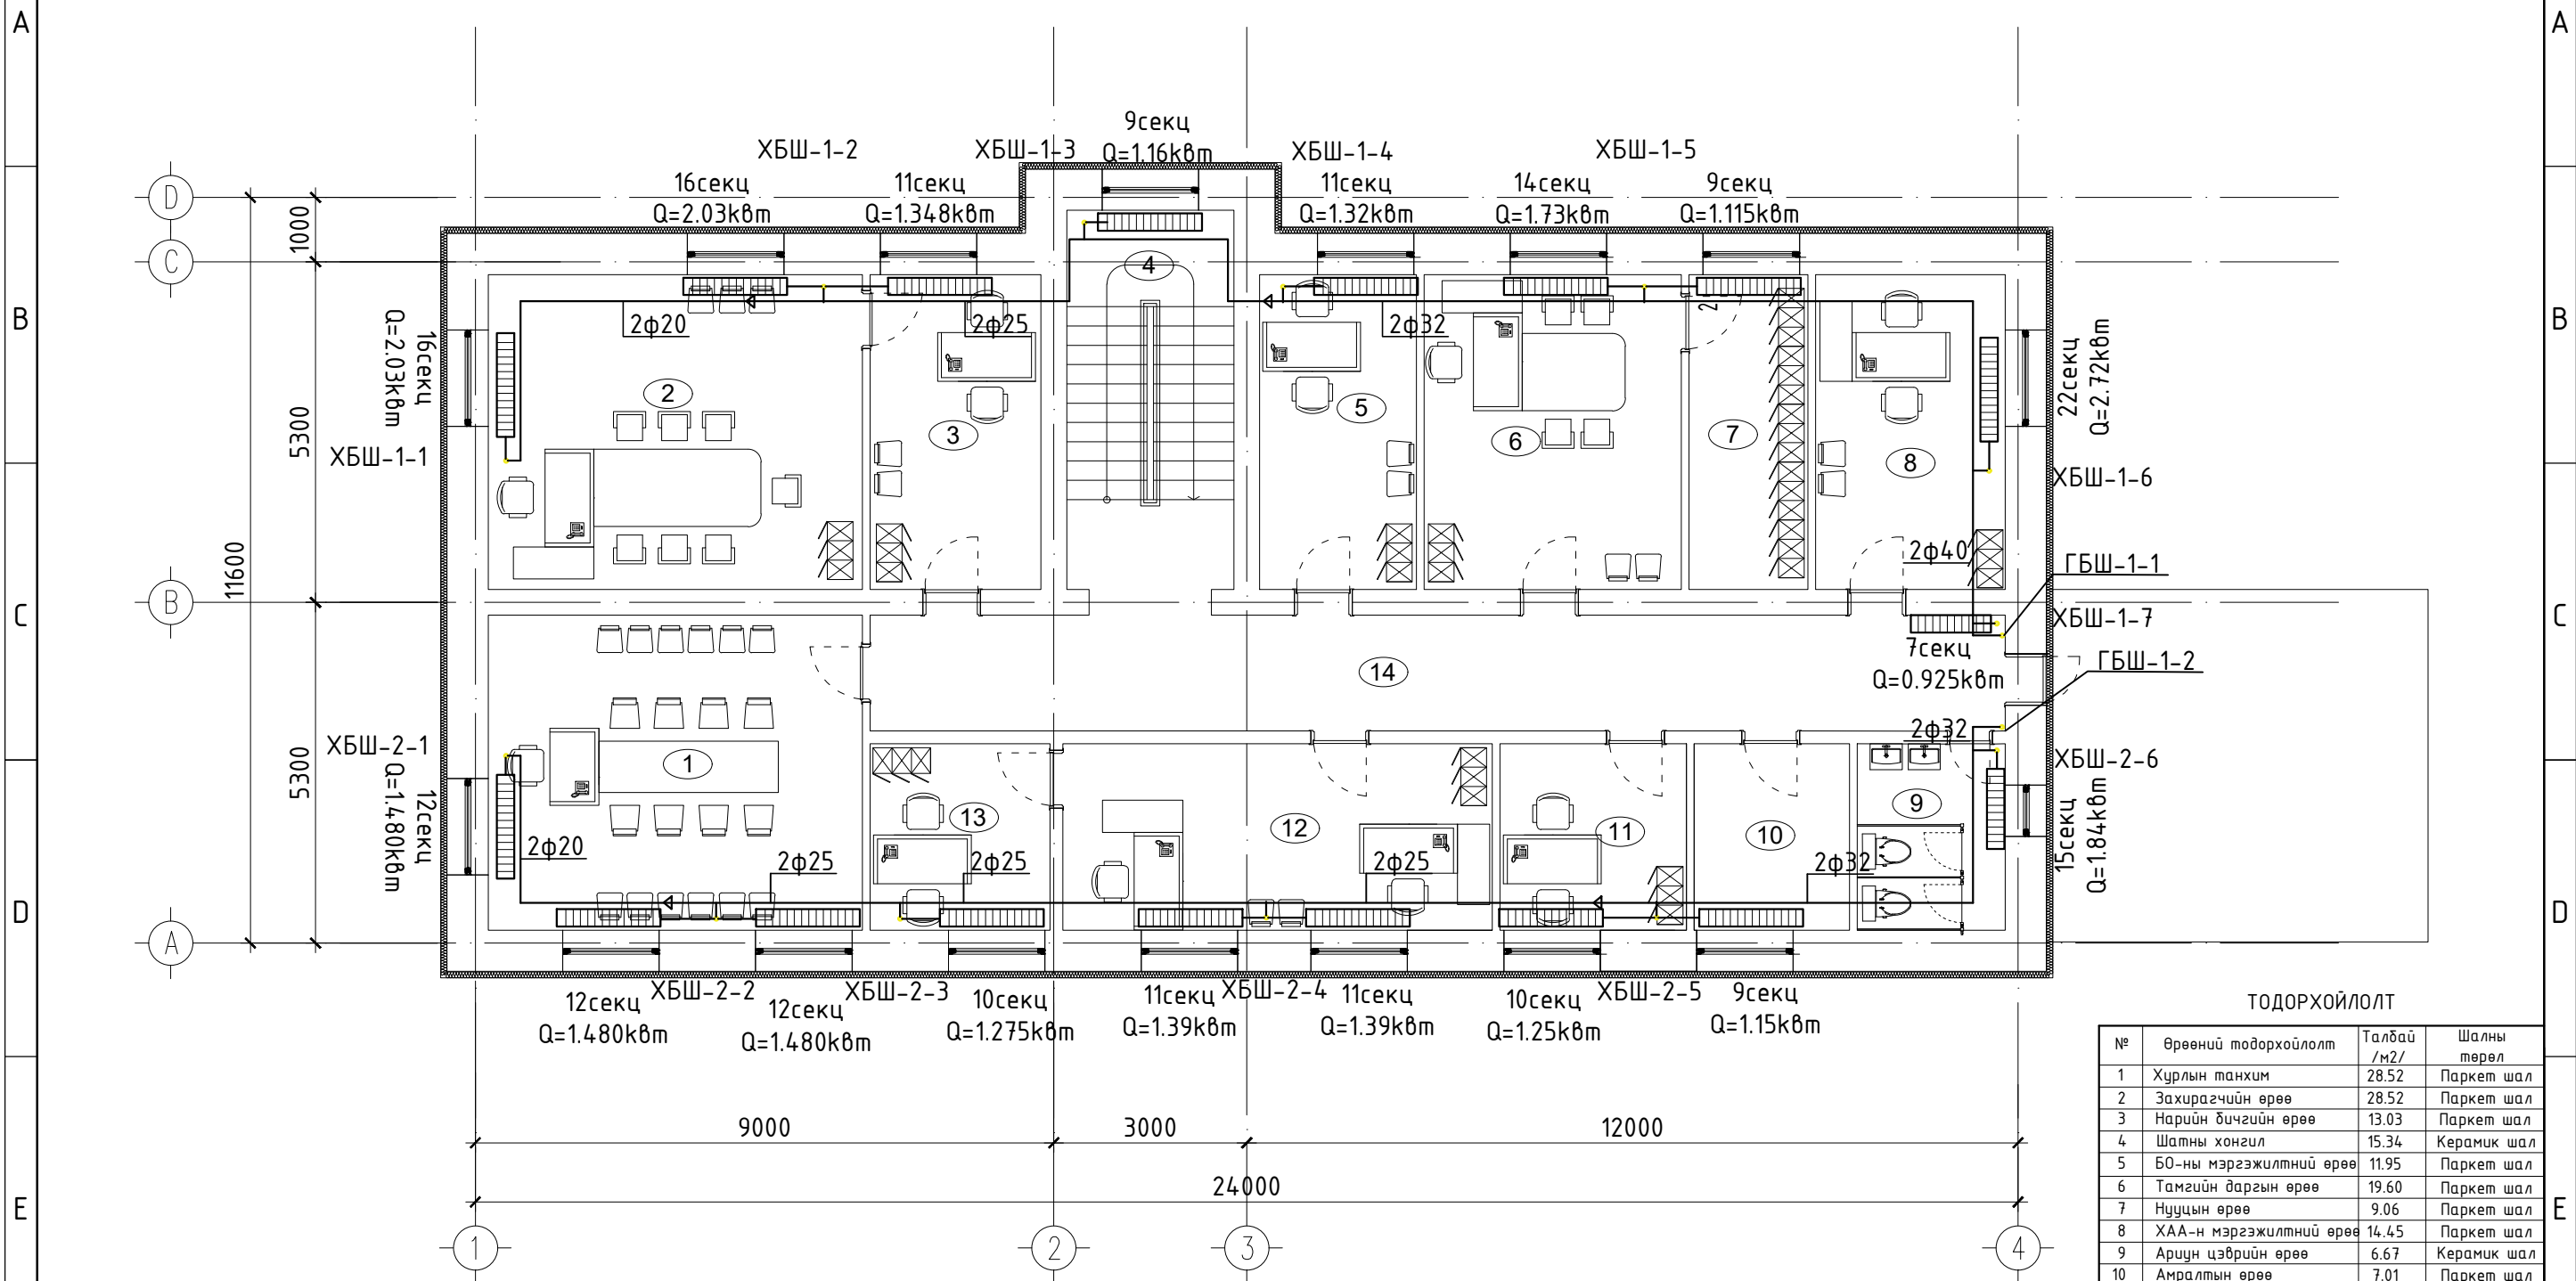 A
A
9секц
ХБШ-1-2
ХБШ-1-3
Q=1.16квт
ХБШ-1-4
ХБШ-1-5
16секц
Q=2.03квт
11секц
Q=1.348квт
11секц
Q=1.32квт
14секц
Q=1.73квт
9секц
Q=1.115квт
D
C
1000
4
B
B
2ф20
2ф25
2ф32
2
16секц
Q=2.03квт
22секц
Q=2.72квт
5300
2
3
5
6
7
8
ХБШ-1-1
ХБШ-1-6
11600
2ф40
ГБШ-1-1
B
C
C
ХБШ-1-7
7секц
Q=0.925квт
ГБШ-1-2
14
2ф32
ХБШ-2-1
ХБШ-2-6
5300
12секц
Q=1.480квт
15секц
Q=1.84квт
1
13
12
11
10
9
2ф20
2ф25
2ф25
2ф25
2ф32
D
D
A
ХБШ-2-2
ХБШ-2-3
ХБШ-2-4
ХБШ-2-5
12секц
Q=1.480квт
12секц
Q=1.480квт
10секц
Q=1.275квт
11секц
Q=1.39квт
11секц
Q=1.39квт
10секц
Q=1.25квт
9секц
Q=1.15квт
9000
3000
12000
24000
1
2
3
4
E
E
ТОДОРХОЙЛОЛТ
№ Өрөөний тодорхойлолт Талбай /м2/ Шалны төрөл
1 Хурлын танхим 28.52 Паркет шал
2 Захирагчийн өрөө 28.52 Паркет шал
3 Нарийн бичгийн өрөө 13.03 Паркет шал
4 Шатны хонгил 15.34 Керамик шал
5 БО-ны мэргэжилтний өрөө 11.95 Паркет шал
6 Тамгийн даргын өрөө 19.60 Паркет шал
7 Нууцын өрөө 9.06 Паркет шал
8 ХАА-н мэргэжилтний өрөө 14.45 Паркет шал
9 Ариун цэврийн өрөө 6.67 Керамик шал
10 Амралтын өрөө 7.01 Паркет шал